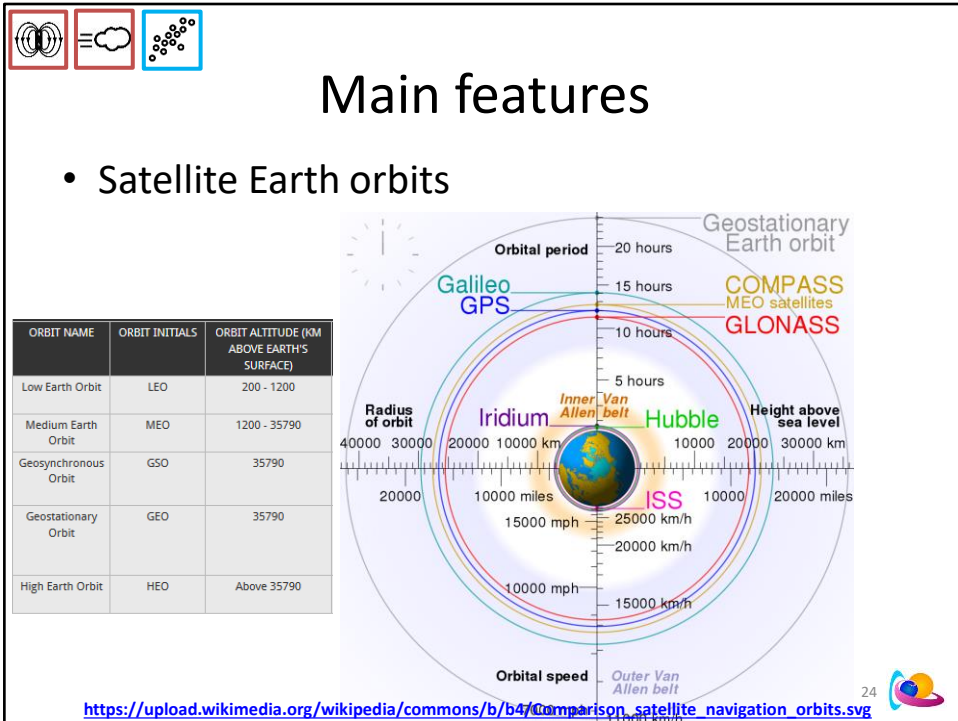 Main features
• Satellite Earth orbits
ORBIT NAME ORBIT INITIALS ORBIT ALTITUDE (KM
ABOVE EARTH'S
SURFACE)
Low Earth Orbit LEO 200 - 1200
Medium Earth
Orbit MEO 1200 - 35790
Geosynchronous
Orbit GSO 35790
Geostationary
Orbit GEO 35790
High Earth Orbit HEO Above 35790
Geostationary
Earth orbit
Orbital period 20 hours
Galileo 15 hours COMPASS
GPS MEO satellites
10 hours GLONASS
5 hours
Inner Van
Allen belt
Radius
of orbit
Iridium Hubble
Height above
sea level
40000 30000 20000 10000 km 10000 20000 30000 km
20000 10000 miles ISS 10000 20000 miles
15000 mph 25000 km/h
20000 km/h
10000 mph 15000 km/h
Orbital speed Outer Van
Allen belt
24
https://upload.wikimedia.org/wikipedia/commons/b/b4/Comparison_satellite_navigation_orbits.svg